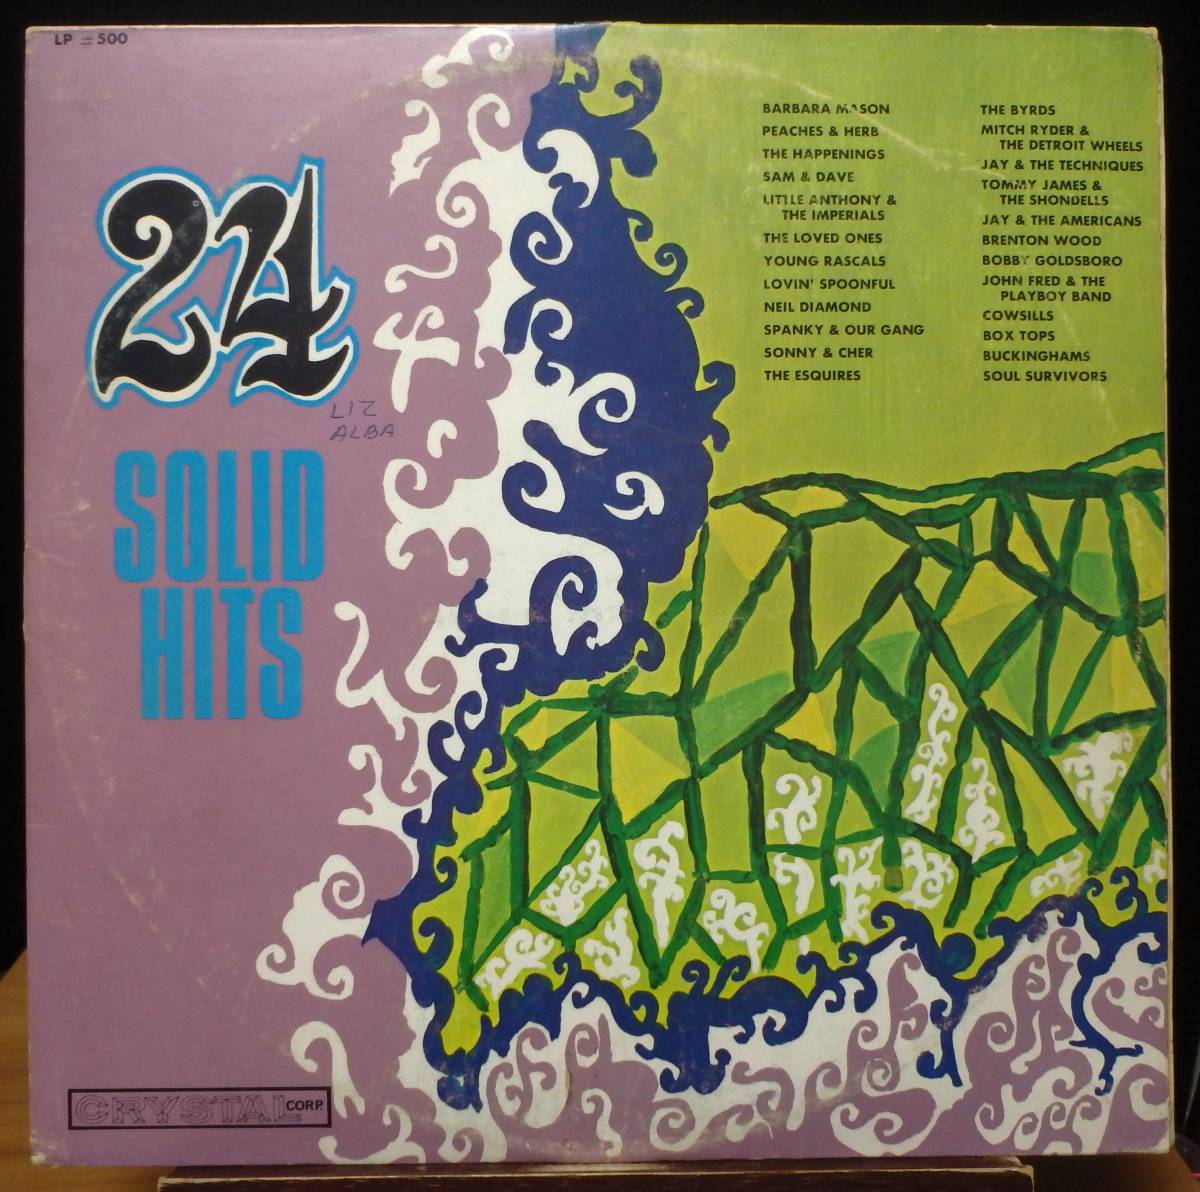 LP = 500
24
SOLID
HITS
LIZ
ALBA
BARBARA MASON
PEACHES & HERB
THE HAPPENINGS
SAM & DAVE
LITTLE ANTHONY &
THE IMPERIALS
THE LOVED ONES
YOUNG RASCALS
LOVIN' SPOONFUL
NEIL DIAMOND
SPANKY & OUR GANG
SONNY & CHER
THE ESQUIRES
THE BYRDS
MITCH RYDER &
THE DETROIT WHEELS
JAY & THE TECHNIQUES
TOMMY JAMES &
THE SHONDELLS
JAY & THE AMERICANS
BRENTON WOOD
BOBBY GOLDSBORO
JOHN FRED & THE
PLAYBOY BAND
COWSILLS
BOX TOPS
BUCKINGHAMS
SOUL SURVIVORS
CRYSTAL CORP.